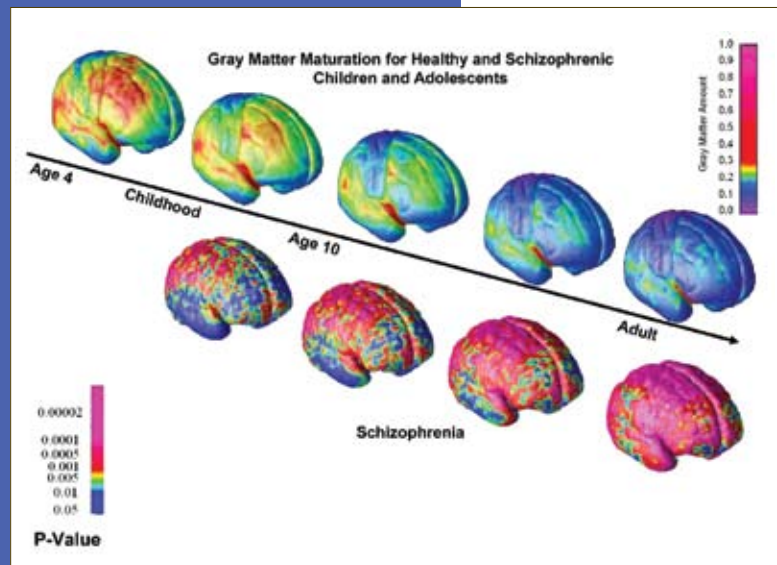 Gray Matter Maturation for Healthy and Schizophrenic
Children and Adolescents
1.0
0.9
0.8
0.7
0.6
0.5
0.4
0.3
0.2
0.1
0.0
Gray Matter Amount
Age 4
Childhood
Age 10
Adult
Schizophrenia
0.00002
0.0001
0.0005
0.001
0.005
0.01
0.05
P-Value